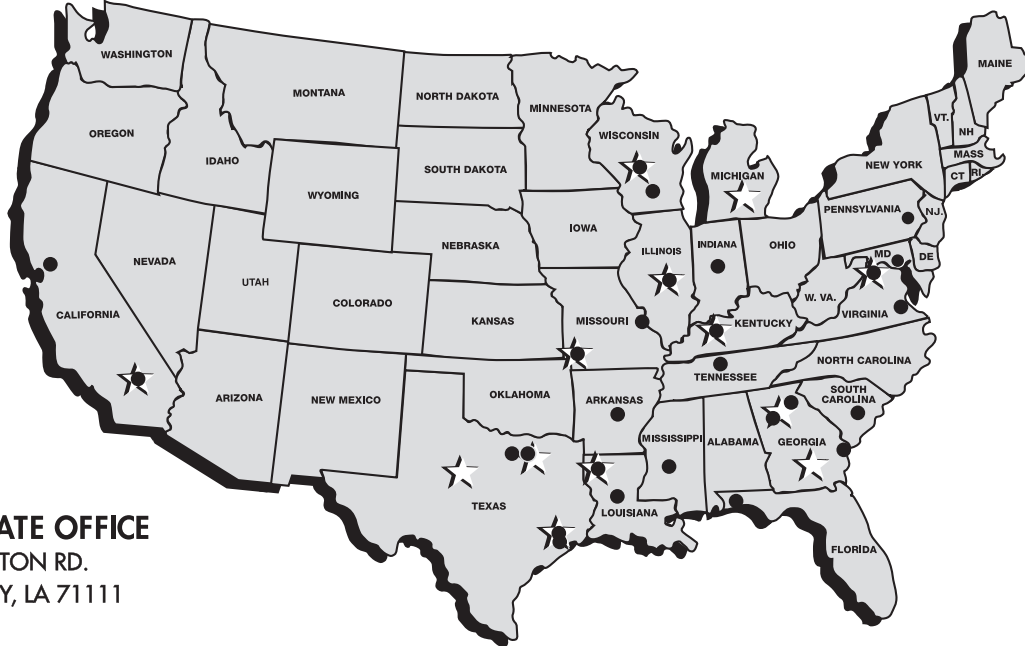 WASHINGTON
MAINE
MONTANA
NORTH DAKOTA
MINNESOTA
VT.
NH
OREGON
WISCONSIN
IDAHO
SOUTH DAKOTA
MICHIGAN
NEW YORK
MASS
CT
RI
WYOMING
PENNSYLVANIA
NJ.
IOWA
NEBRASKA
ILLINOIS
INDIANA
OHIO
MD
DE
NEVADA
UTAH
COLORADO
W. VA.
CALIFORNIA
KANSAS
MISSOURI
KENTUCKY
VIRGINIA
NORTH CAROLINA
TENNESSEE
ARIZONA
NEW MEXICO
OKLAHOMA
ARKANSAS
SOUTH
CAROLINA
MISSISSIPPI
ALABAMA
GEORGIA
TEXAS
LOUISIANA
FLORIDA
ATE OFFICE
TON RD.
Y, LA 71111